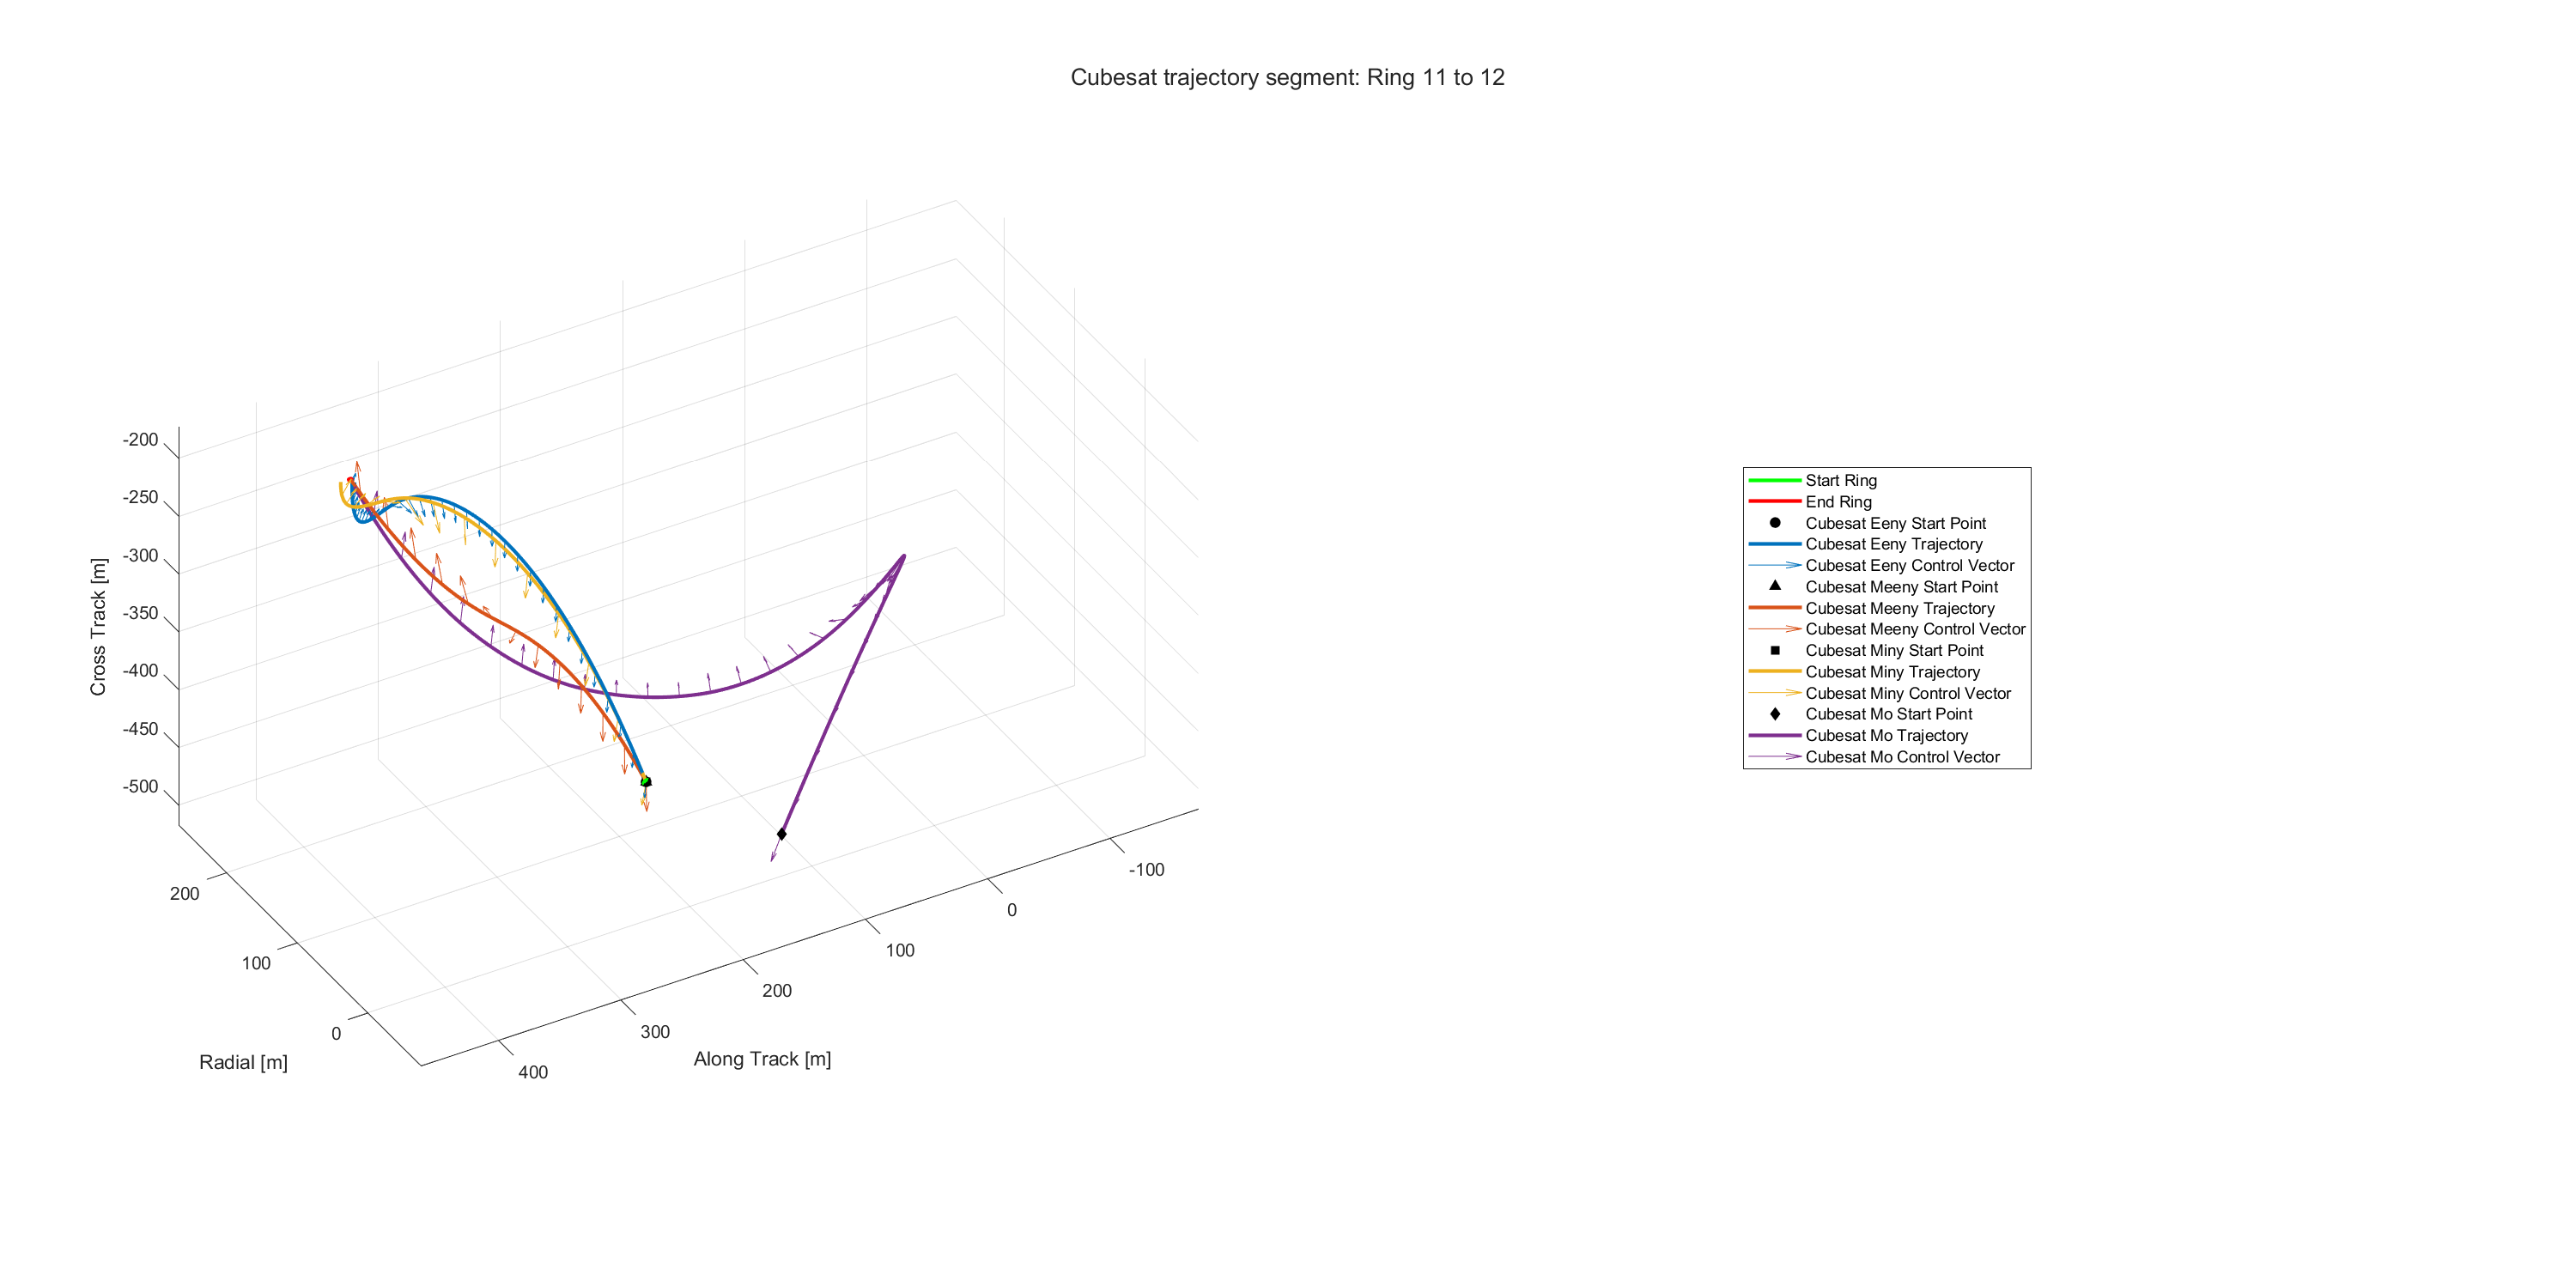 Cubesat trajectory segment: Ring 11 to 12
-200
-250
-300
-350
-400
-450
-500
Cross Track [m]
200
100
0
Radial [m]
400
300
200
100
0
-100
Along Track [m]
Start Ring
End Ring
Cubesat Eeny Start Point
Cubesat Eeny Trajectory
Cubesat Eeny Control Vector
Cubesat Meeny Start Point
Cubesat Meeny Trajectory
Cubesat Meeny Control Vector
Cubesat Miny Start Point
Cubesat Miny Trajectory
Cubesat Miny Control Vector
Cubesat Mo Start Point
Cubesat Mo Trajectory
Cubesat Mo Control Vector